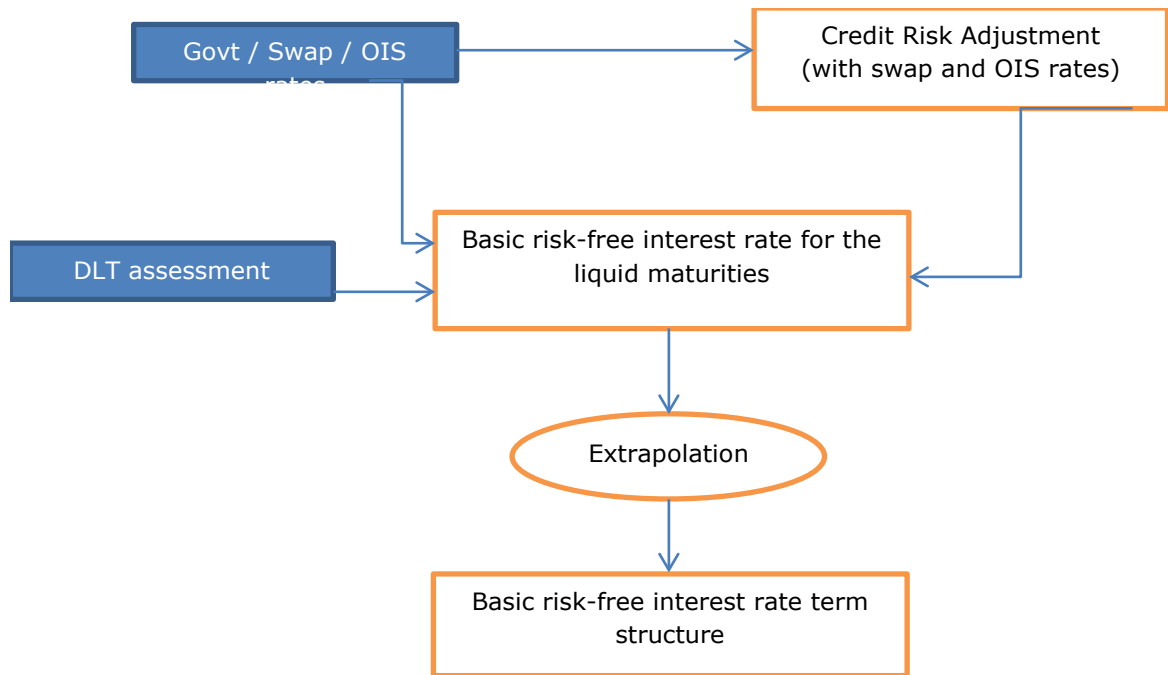 Govt / Swap / OIS
rates
Credit Risk Adjustment
(with swap and OIS rates)
Basic risk-free interest rate for the
liquid maturities
DLT assessment
Extrapolation
Basic risk-free interest rate term
structure